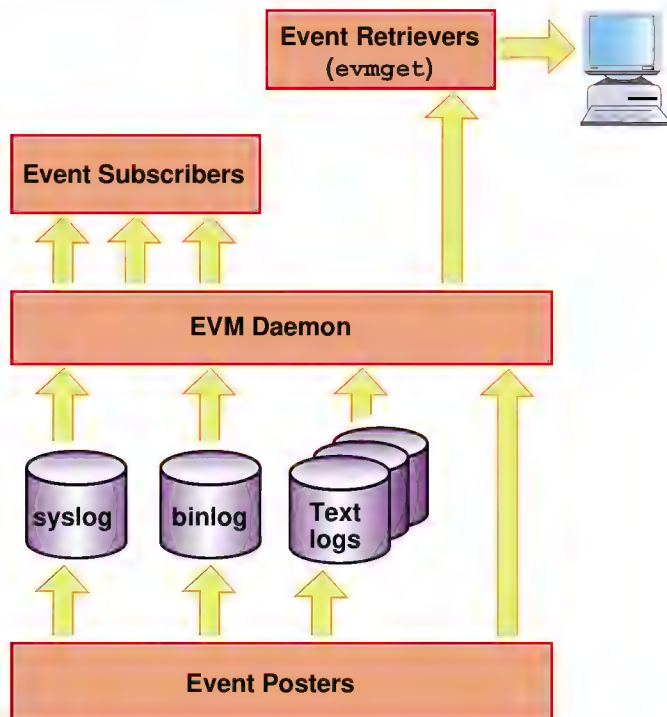 Event Retrievers
(evmget)
Event Subscribers
EVM Daemon
syslog
binlog
Text
logs
Event Posters